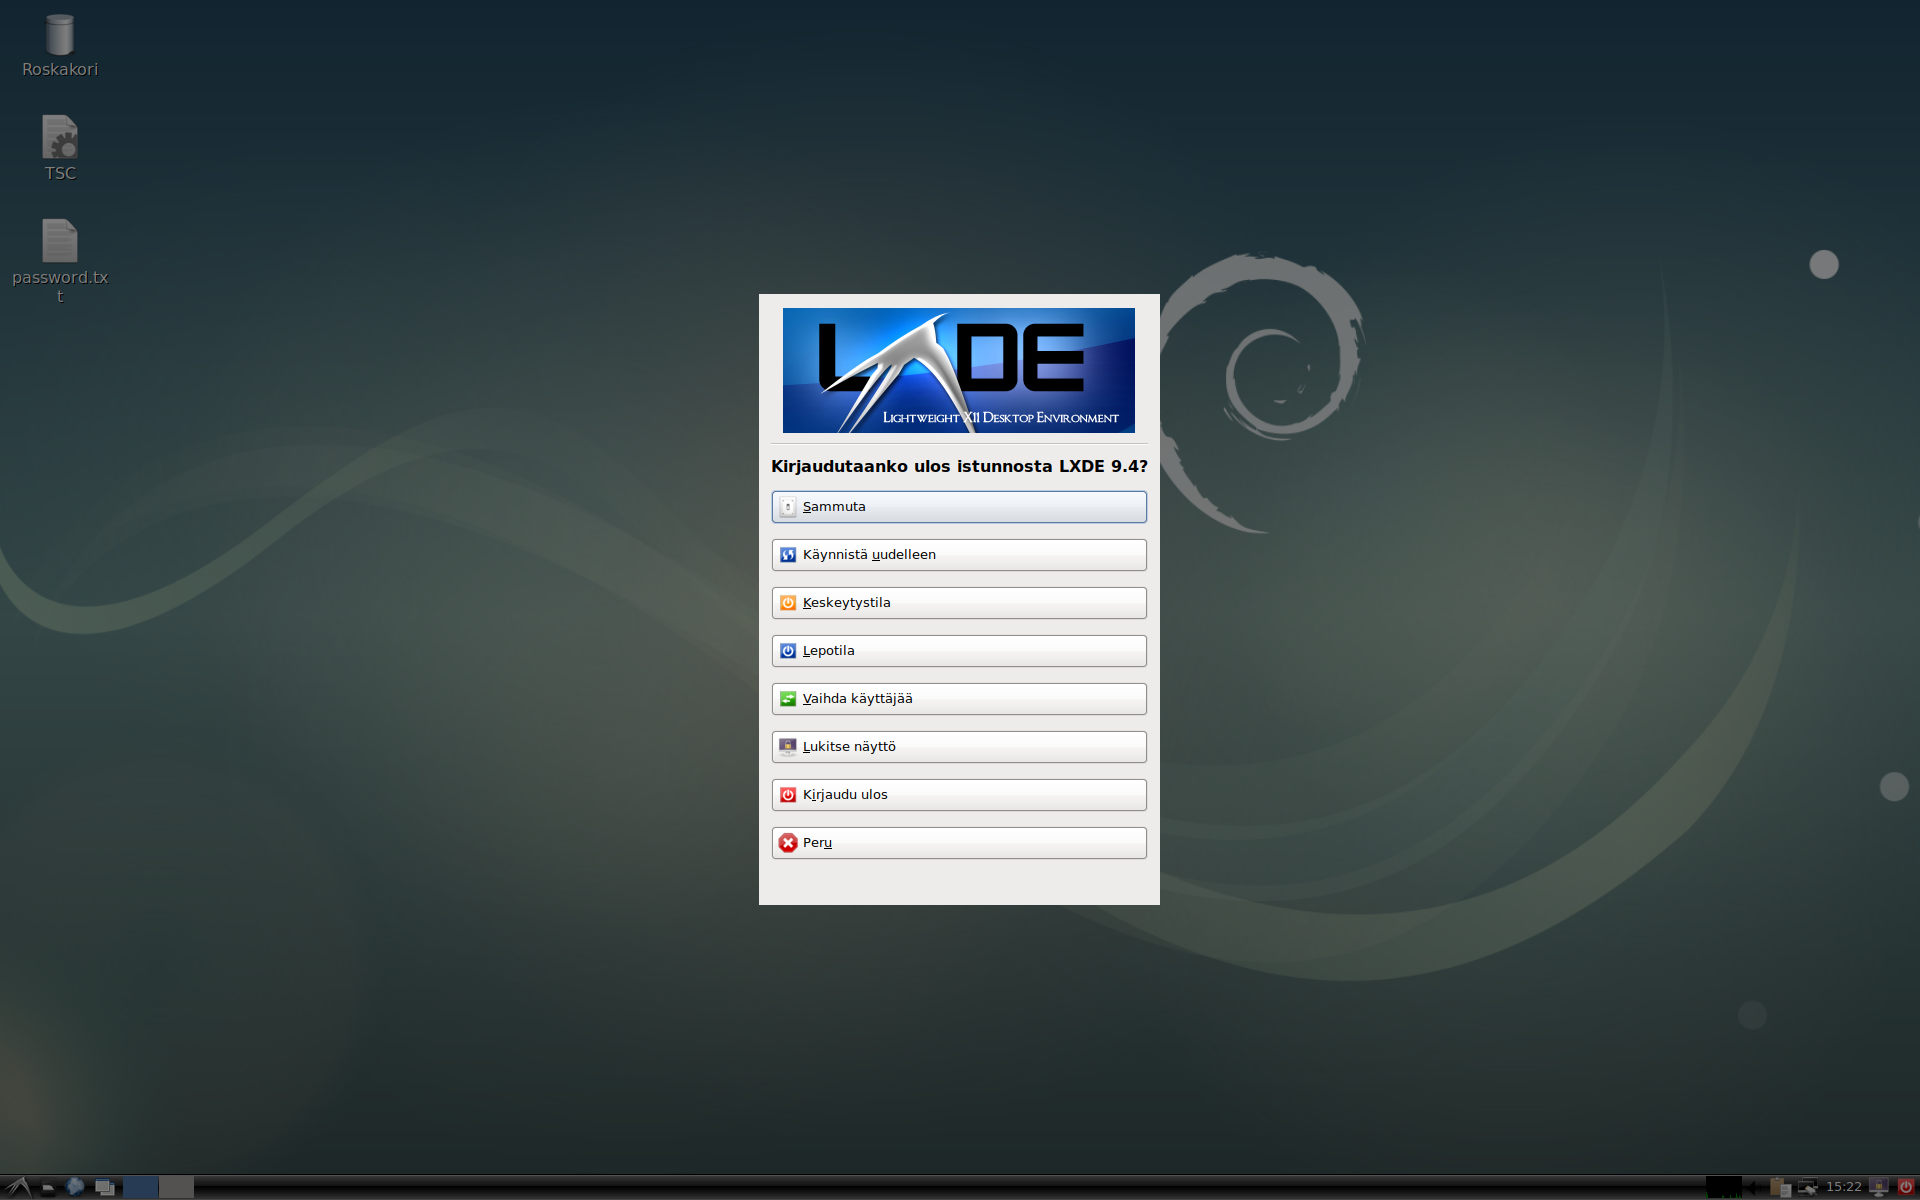 Roskakori
TSC
password.tx
t
LXDE
Lightweight X11 Desktop Environment
Kirjaudutaanko ulos istunnosta LXDE 9.4?
Sammuta
Käynnistä uudelleen
Keskeytystila
Lepotila
Vaihda käyttäjää
Lukitse näyttö
Kirjaudu ulos
Peru
15:22